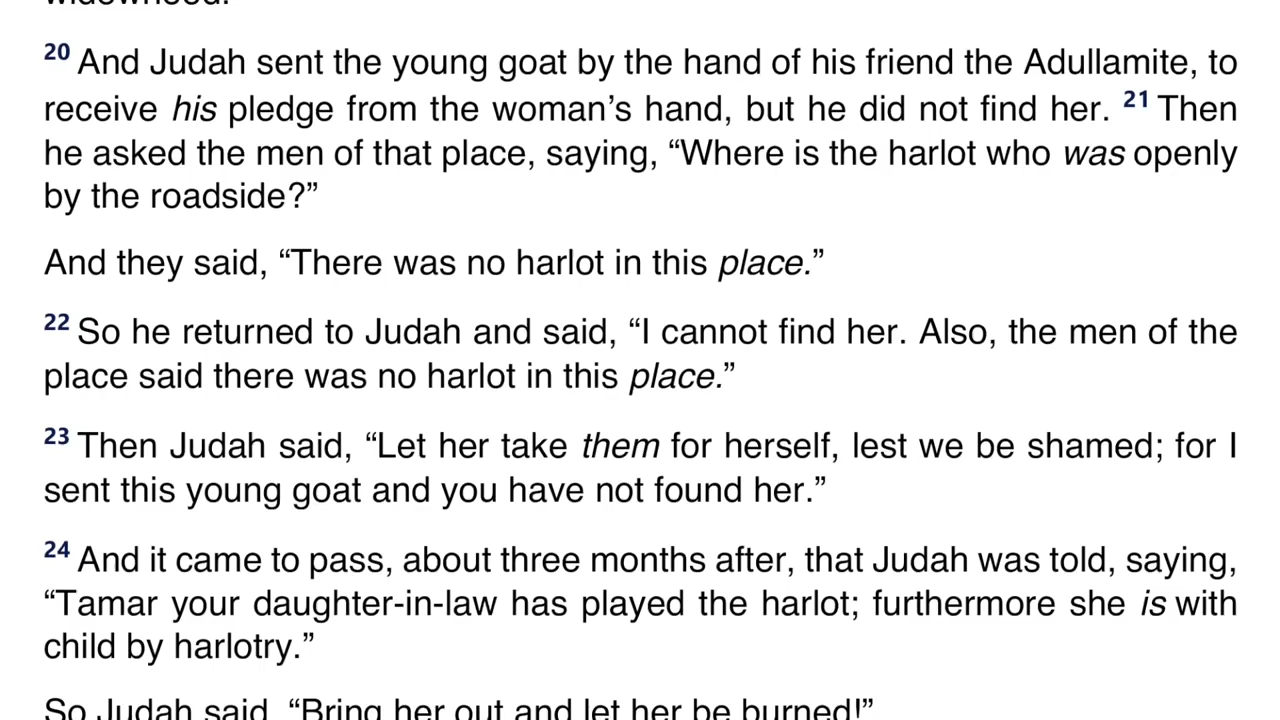 widowhood.
20 And Judah sent the young goat by the hand of his friend the Adullamite, to
receive his pledge from the woman’s hand, but he did not find her. 21 Then
he asked the men of that place, saying, “Where is the harlot who was openly
by the roadside?”
And they said, “There was no harlot in this place.”
22 So he returned to Judah and said, “I cannot find her. Also, the men of the
place said there was no harlot in this place.”
23 Then Judah said, “Let her take them for herself, lest we be shamed; for I
sent this young goat and you have not found her.”
24 And it came to pass, about three months after, that Judah was told, saying,
“Tamar your daughter-in-law has played the harlot; furthermore she is with
child by harlotry.”
So Judah said, “Bring her out and let her be burned!”